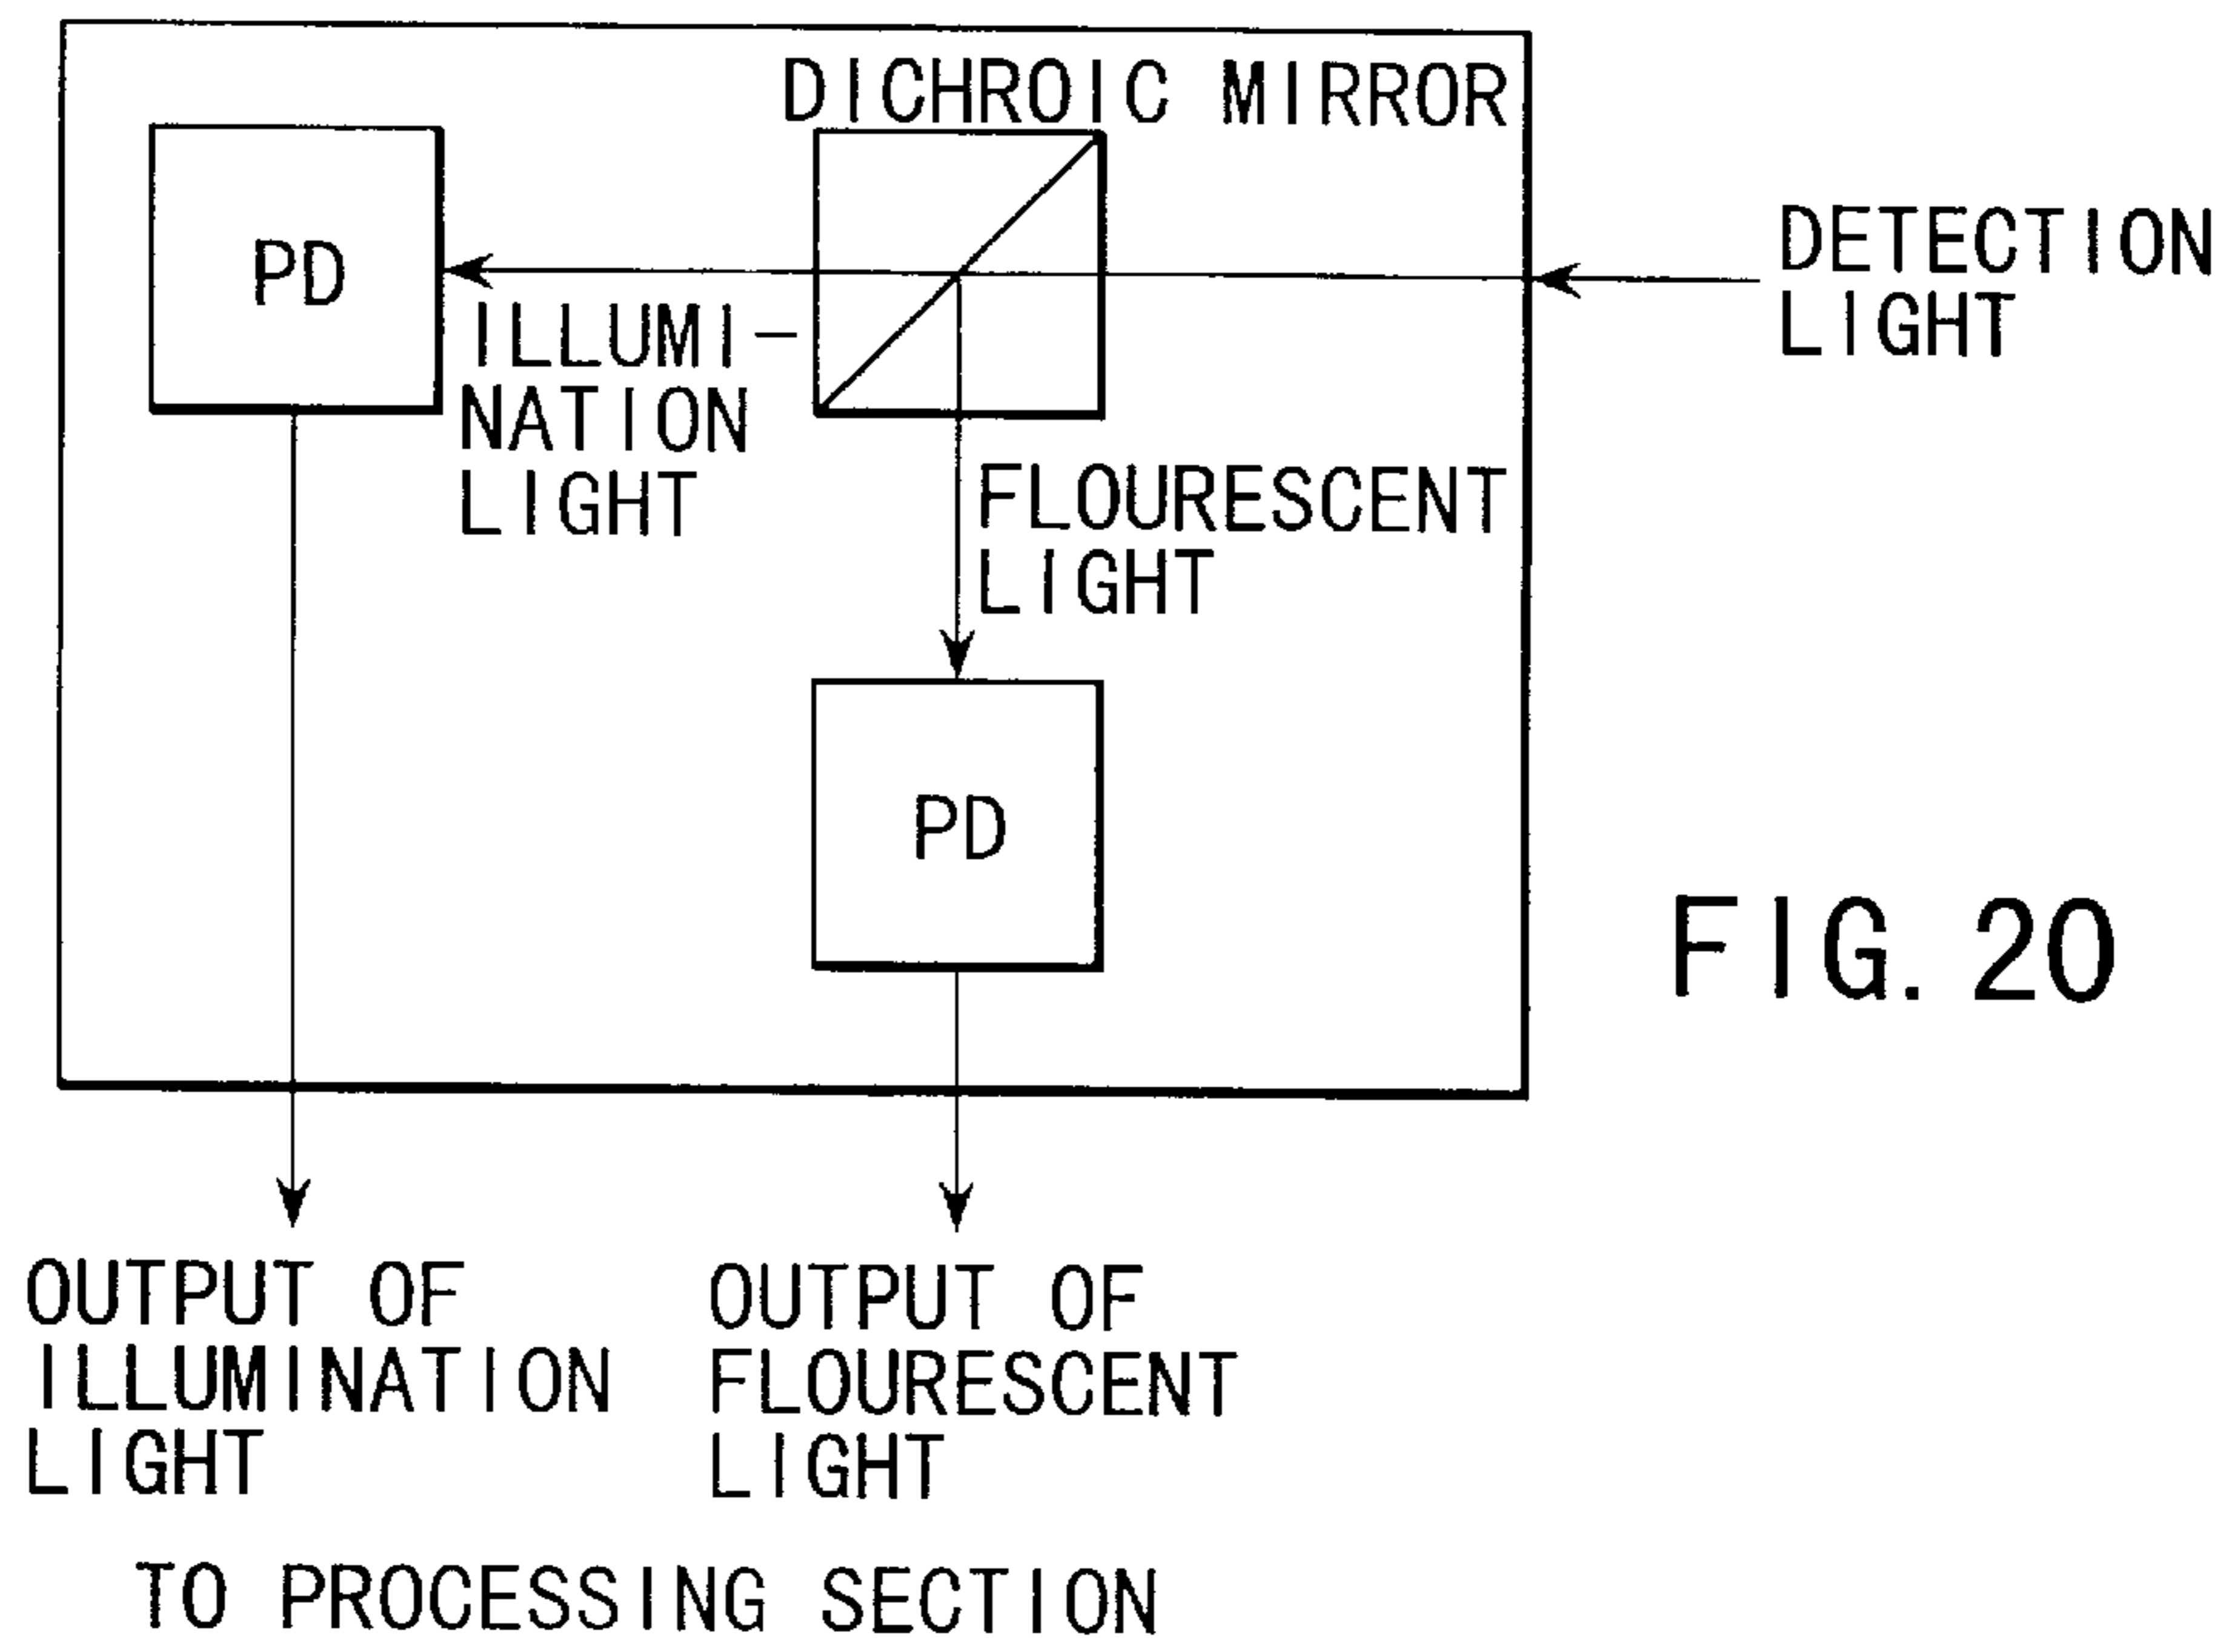 DICHROIC MIRROR
PD
DETECTION
LIGHT
ILLUMI-
NATION
LIGHT
FLOURESCENT
LIGHT
PD
FIG. 20
OUTPUT OF
ILLUMINATION
LIGHT
OUTPUT OF
FLOURESCENT
LIGHT
TO PROCESSING SECTION